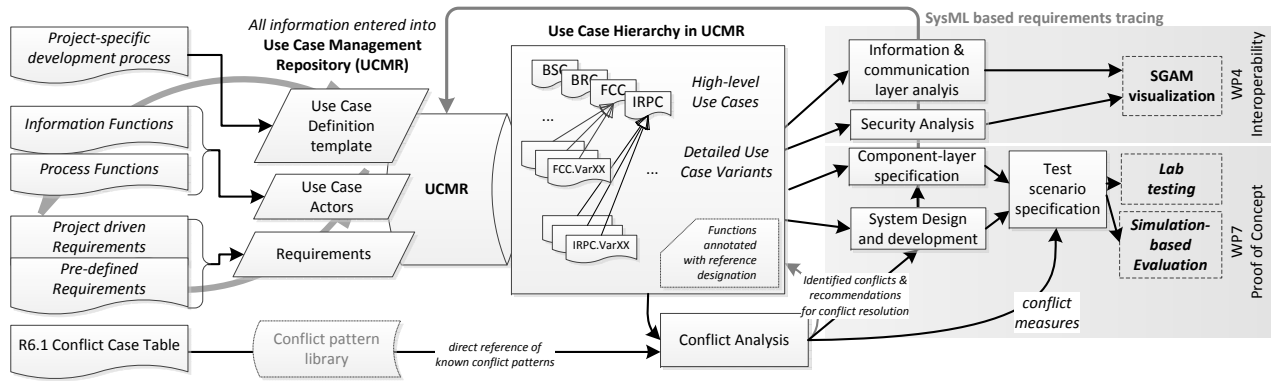 SysML based requirements tracing
All information entered into
Use Case Management
Repository (UCMR)
Use Case Hierarchy in UCMR
Project-specific
development process
Information Functions
Process Functions
Project driven
Requirements
Pre-defined
Requirements
R6.1 Conflict Case Table
Use Case
Definition
template
Use Case
Actors
Requirements
Conflict pattern
library
UCMR
BSC
BRC
FCC
IRPC
...
FCC.VarXX
IRPC.VarXX
High-level
Use Cases
Detailed Use
Case Variants
...
Functions
annotated
with reference
designation
direct reference of
known conflict patterns
Conflict Analysis
Identified conflicts &
recommendations
for conflict resolution
conflict
measures
Information &
communication
layer analyis
Security Analysis
Component-layer
specification
System Design
and development
Test
scenario
specification
SGAM
visualization
Lab
testing
Simulation-
based
Evaluation
WP4
Interoperability
WP7
Proof of Concept